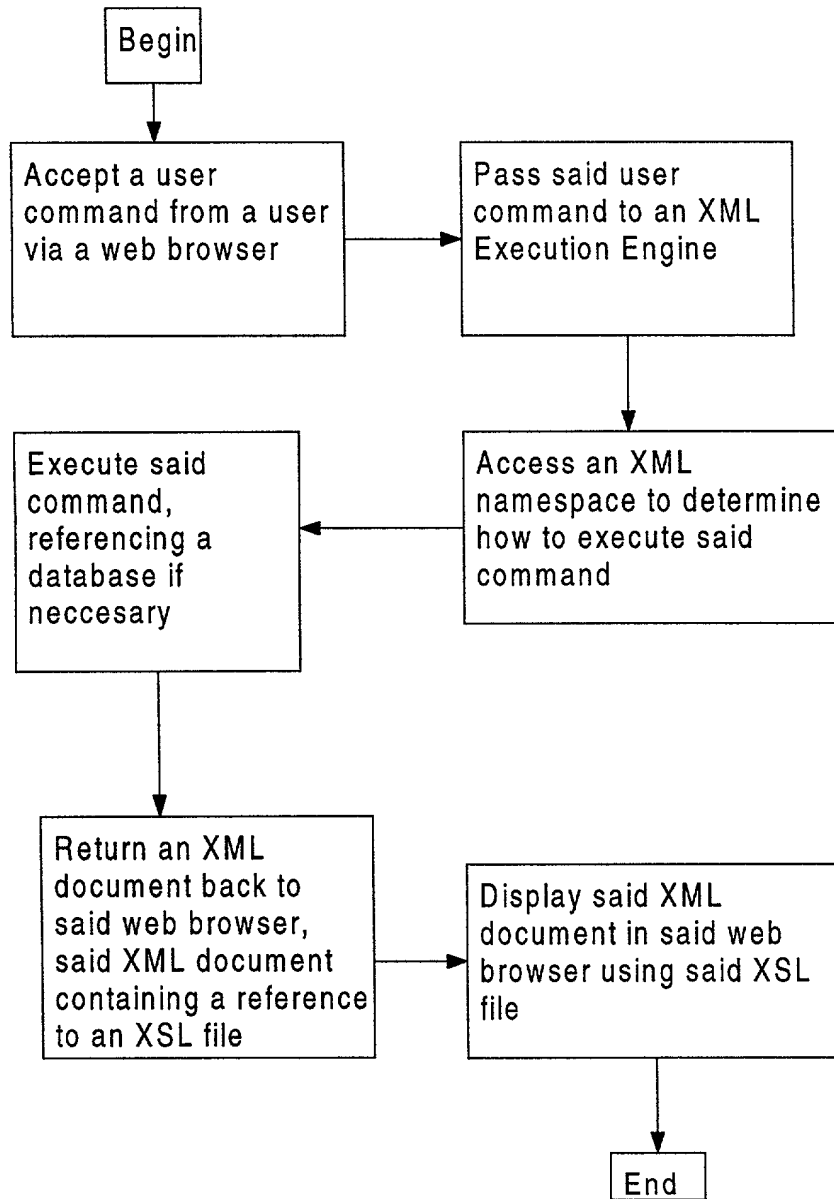 Begin
Accept a user
command from a user
via a web browser
Pass said user
command to an XML
Execution Engine
Access an XML
namespace to determine
how to execute said
command
Execute said
command,
referencing a
database if
neccesary
Return an XML
document back to
said web browser,
said XML document
containing a reference
to an XSL file
Display said XML
document in said web
browser using said XSL
file
End